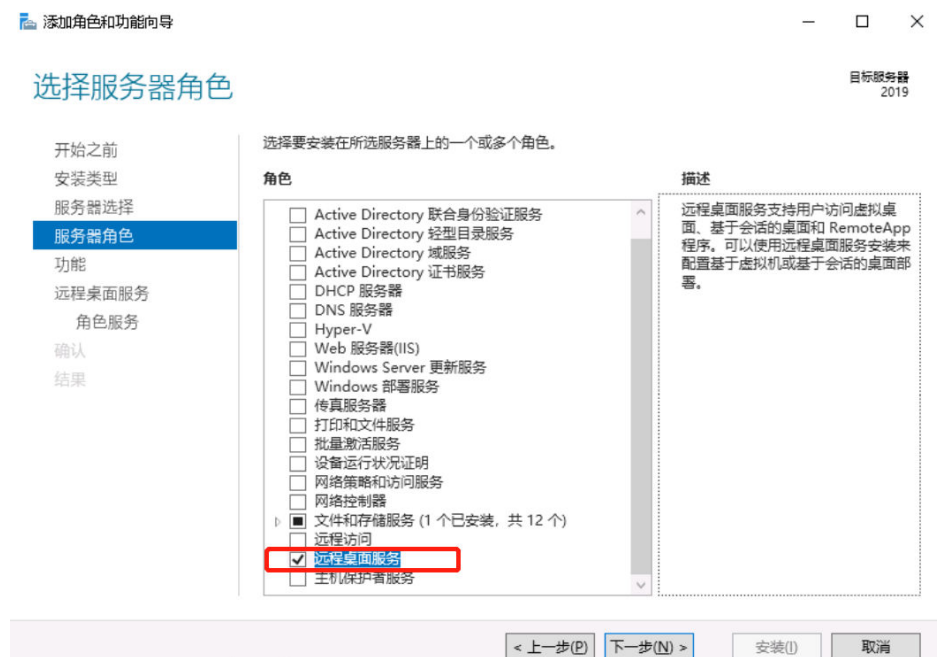 添加角色和功能向导
选择服务器角色
目标服务器
2019
开始之前
安装类型
服务器选择
服务器角色
功能
远程桌面服务
角色服务
确认
结果
选择要安装在所选服务器上的一个或多个角色。
角色
Active Directory 联合身份验证服务
Active Directory 轻型目录服务
Active Directory 域服务
Active Directory 证书服务
DHCP 服务器
DNS 服务器
Hyper-V
Web 服务器(IIS)
Windows Server 更新服务
Windows 部署服务
传真服务器
打印和文件服务
批量激活服务
设备运行状况证明
网络策略和访问服务
网络控制器
文件和存储服务 (1 个已安装，共 12 个)
远程访问
远程桌面服务
主机保护者服务
描述
远程桌面服务支持用户访问虚拟桌
面、基于会话的桌面和 RemoteApp
程序。可以使用远程桌面服务安装来
配置基于虚拟机或基于会话的桌面部
署。
< 上一步(P)
下一步(N) >
安装(I)
取消